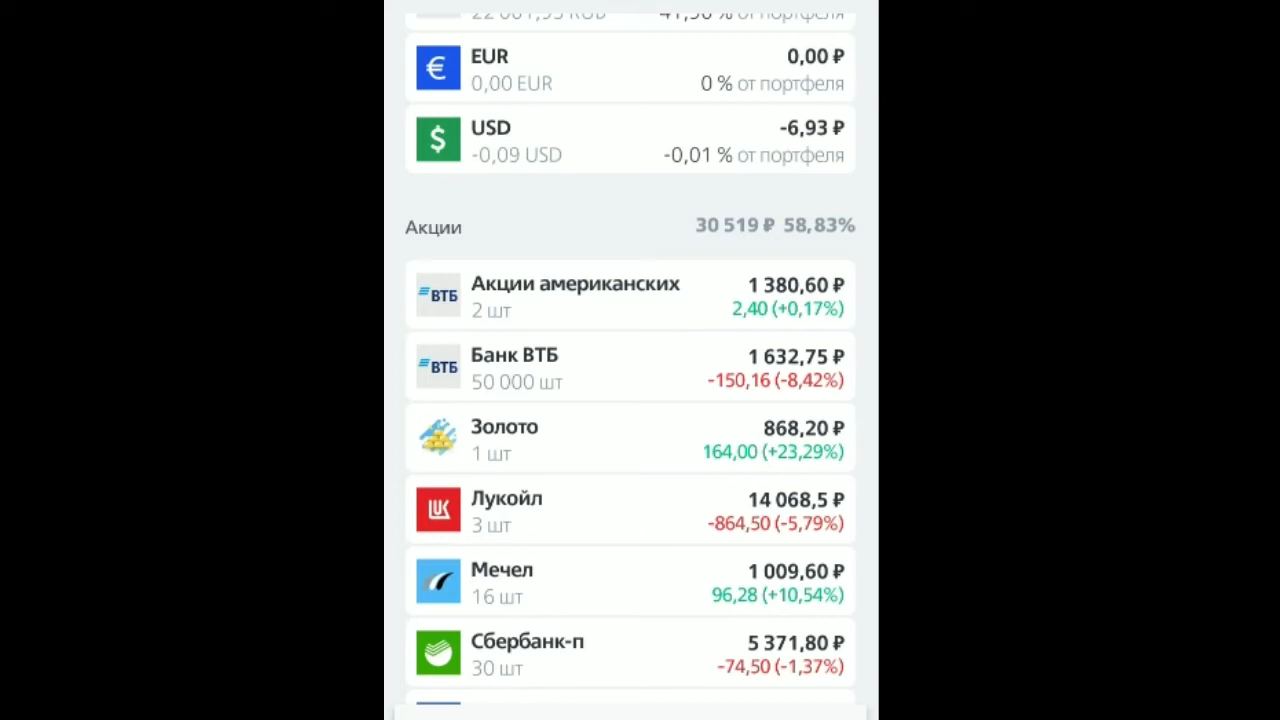 EUR
0,00 ₽
0,00 EUR
0 % от портфеля
USD
-6,93 ₽
-0,09 USD
-0,01 % от портфеля
Акции
30 519 ₽ 58,83%
ВТБ
Акции американских
1 380,60 ₽
2 шт
2,40 (+0,17%)
ВТБ
Банк ВТБ
1 632,75 ₽
50 000 шт
-150,16 (-8,42%)
Золото
868,20 ₽
1 шт
164,00 (+23,29%)
LUK
Лукойл
14 068,5 ₽
3 шт
-864,50 (-5,79%)
Мечел
1 009,60 ₽
16 шт
96,28 (+10,54%)
Сбербанк-п
5 371,80 ₽
30 шт
-74,50 (-1,37%)